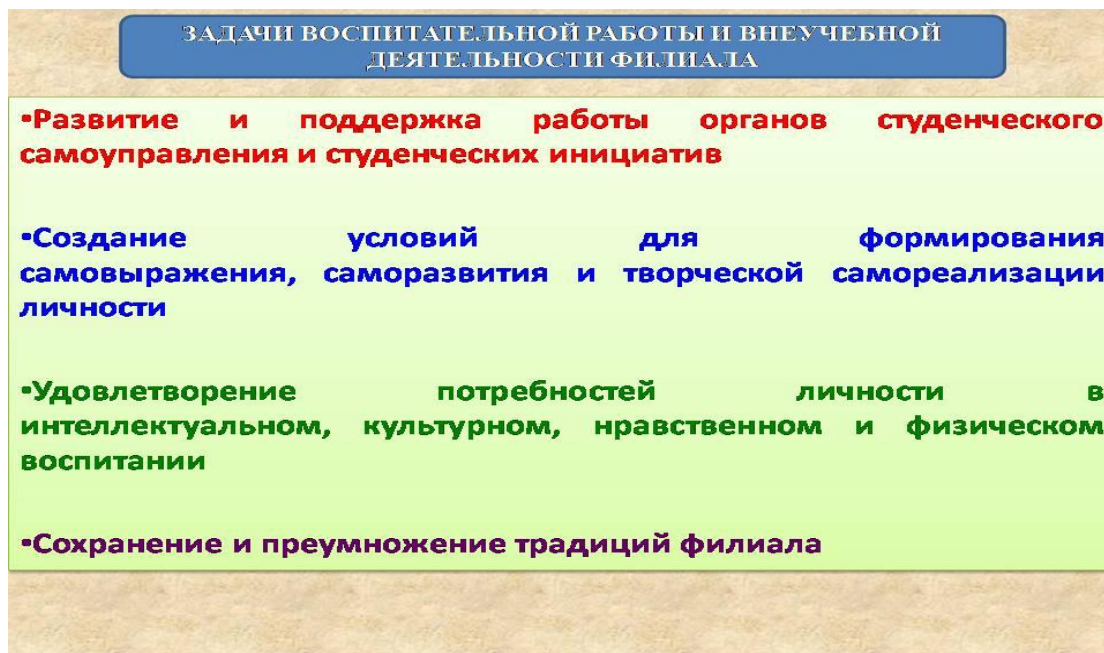 ЗАДАЧИ ВОСПИТАТЕЛЬНОЙ РАБОТЫ И ВНЕУЧЕБНОЙ
ДЕЯТЕЛЬНОСТИ ФИЛИАЛА
•Развитие и поддержка работы органов студенческого
самоуправления и студенческих инициатив
•Создание условий для формирования
самовыражения, саморазвития и творческой самореализации
личности
•Удовлетворение потребностей личности в
интеллектуальном, культурном, нравственном и физическом
воспитании
•Сохранение и преумножение традиций филиала